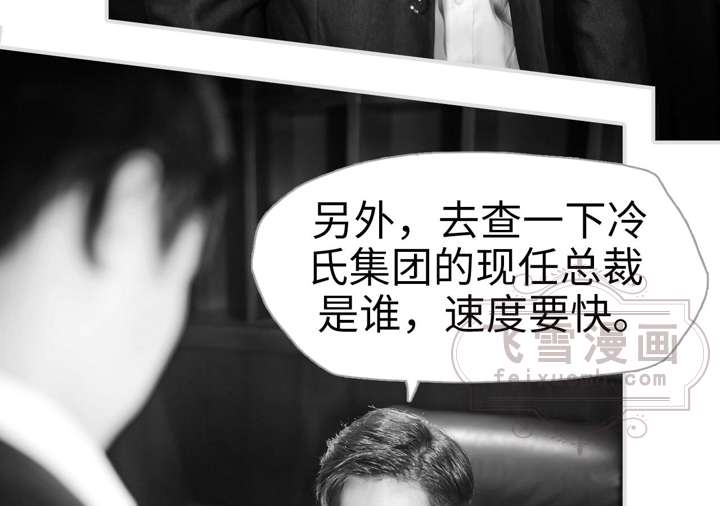 另外，去查一下冷
氏集团的现任总裁
是谁，速度要快。
飞雪漫画
feixuemh.com